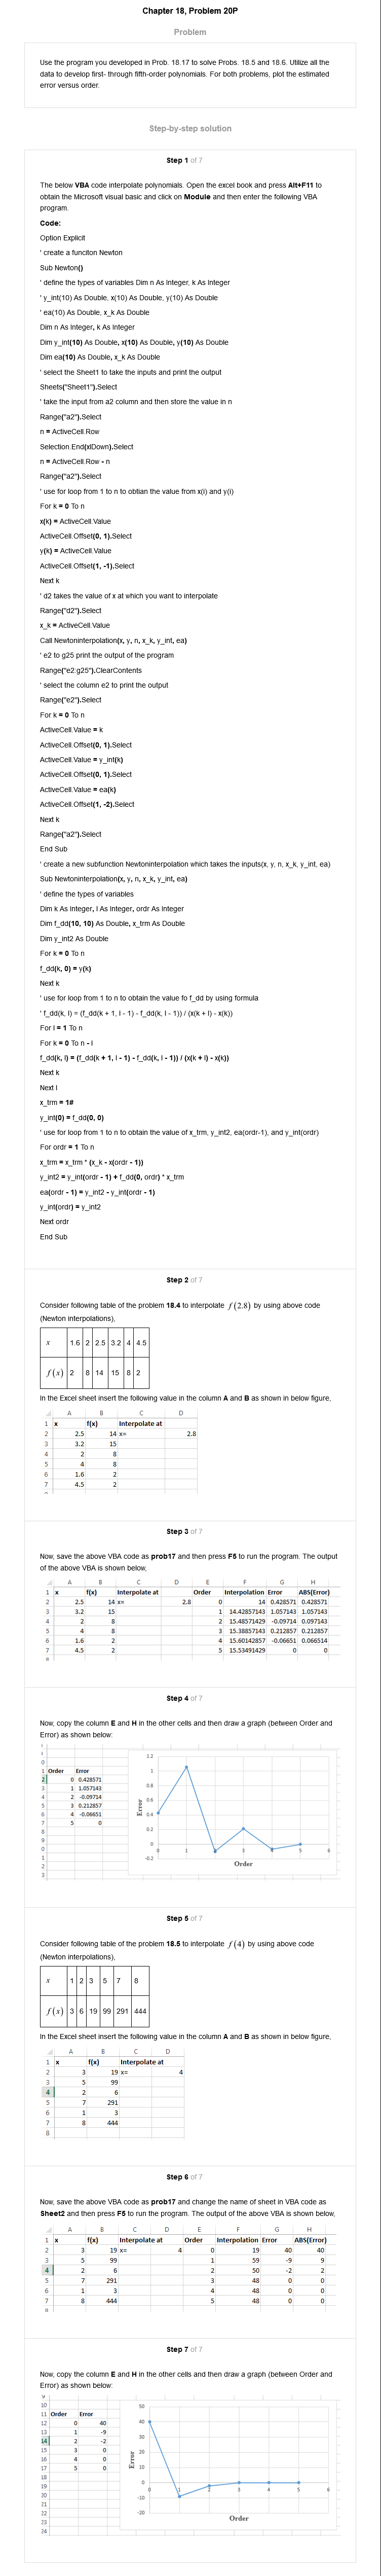 Chapter 18, Problem 20P
Problem
Use the program you developed in Prob. 18.17 to solve Probs. 18.5 and 18.6. Utilize all the
data to develop first- through fifth-order polynomials. For both problems, plot the estimated
error versus order.
Step-by-step solution
Step 1 of 7
The below VBA code interpolate polynomials. Open the excel book and press Alt+F11 to
obtain the Microsoft visual basic and click on Module and then enter the following VBA
program.
Code:
Option Explicit
' create a funciton Newton
Sub Newton()
' define the types of variables Dim n As Integer, k As Integer
' y_int(10) As Double, x(10) As Double, y(10) As Double
' ea(10) As Double, x_k As Double
Dim n As Integer, k As Integer
Dim y_int(10) As Double, x(10) As Double, y(10) As Double
Dim ea(10) As Double, x_k As Double
' select the Sheet1 to take the inputs and print the output
Sheets("Sheet1").Select
' take the input from a2 column and then store the value in n
Range("a2").Select
n = ActiveCell.Row
Selection.End(xlDown).Select
n = ActiveCell.Row - n
Range("a2").Select
' use for loop from 1 to n to obtian the value from x(i) and y(i)
For k = 0 To n
x(k) = ActiveCell.Value
ActiveCell.Offset(0, 1).Select
y(k) = ActiveCell.Value
ActiveCell.Offset(1, -1).Select
Next k
' d2 takes the value of x at which you want to interpolate
Range("d2").Select
x_k = ActiveCell.Value
Call Newtoninterpolation(x, y, n, x_k, y_int, ea)
' e2 to g25 print the output of the program
Range("e2:g25").ClearContents
' select the column e2 to print the output
Range("e2").Select
For k = 0 To n
ActiveCell.Value = k
ActiveCell.Offset(0, 1).Select
ActiveCell.Value = y_int(k)
ActiveCell.Offset(0, 1).Select
ActiveCell.Value = ea(k)
ActiveCell.Offset(1, -2).Select
Next k
Range("a2").Select
End Sub
' create a new subfunction Newtoninterpolation which takes the inputs(x, y, n, x_k, y_int, ea)
Sub Newtoninterpolation(x, y, n, x_k, y_int, ea)
' define the types of variables
Dim k As Integer, l As Integer, ordr As Integer
Dim f_dd(10, 10) As Double, x_trm As Double
Dim y_int2 As Double
For k = 0 To n
f_dd(k, 0) = y(k)
Next k
' use for loop from 1 to n to obtain the value fo f_dd by using formula
' f_dd(k, l) = (f_dd(k + 1, l - 1) - f_dd(k, l - 1)) / (x(k + l) - x(k))
For l = 1 To n
For k = 0 To n - l
f_dd(k, l) = (f_dd(k + 1, l - 1) - f_dd(k, l - 1)) / (x(k + l) - x(k))
Next k
Next l
x_trm = 1#
y_int(0) = f_dd(0, 0)
' use for loop from 1 to n to obtain the value of x_trm, y_int2, ea(ordr-1), and y_int(ordr)
For ordr = 1 To n
x_trm = x_trm * (x_k - x(ordr - 1))
y_int2 = y_int(ordr - 1) + f_dd(0, ordr) * x_trm
ea(ordr - 1) = y_int2 - y_int(ordr - 1)
y_int(ordr) = y_int2
Next ordr
End Sub
Step 2 of 7
Consider following table of the problem 18.4 to interpolate f(2.8) by using above code
(Newton interpolations),
x 1.6 2 2.5 3.2 4 4.5
f(x) 2 8 14 15 8 2
In the Excel sheet insert the following value in the column A and B as shown in below figure,
A B C D
1 x f(x) Interpolate at
2 2.5 14 x= 2.8
3 3.2 15
4 2 8
5 4 8
6 1.6 2
7 4.5 2
Step 3 of 7
Now, save the above VBA code as prob17 and then press F5 to run the program. The output
of the above VBA is shown below,
A B C D E F G H
1 x f(x) Interpolate at Order Interpolation Error ABS(Error)
2 2.5 14 x= 2.8 0 14 0.428571 0.428571
3 3.2 15 1 14.42857143 1.057143 1.057143
4 2 8 2 15.48571429 -0.09714 0.097143
5 4 8 3 15.38857143 0.212857 0.212857
6 1.6 2 4 15.60142857 -0.06651 0.066514
7 4.5 2 5 15.53491429 0 0
Step 4 of 7
Now, copy the column E and H in the other cells and then draw a graph (between Order and
Error) as shown below:
0
1 Order Error
2 0 0.428571
3 1 1.057143
4 2 -0.09714
5 3 0.212857
6 4 -0.06651
7 5 0
8
9
0
1
2
3
1.2
1
0.8
0.6
0.4
0.2
0
-0.2
Error
0 1 2 3 4 5 6
Order
Step 5 of 7
Consider following table of the problem 18.5 to interpolate f(4) by using above code
(Newton interpolations),
x 1 2 3 5 7 8
f(x) 3 6 19 99 291 444
In the Excel sheet insert the following value in the column A and B as shown in below figure,
A B C D
1 x f(x) Interpolate at
2 3 19 x= 4
3 5 99
4 2 6
5 7 291
6 1 3
7 8 444
8
Step 6 of 7
Now, save the above VBA code as prob17 and change the name of sheet in VBA code as
Sheet2 and then press F5 to run the program. The output of the above VBA is shown below,
A B C D E F G H
1 x f(x) Interpolate at Order Interpolation Error ABS(Error)
2 3 19 x= 4 0 19 40 40
3 5 99 1 59 -9 9
4 2 6 2 50 -2 2
5 7 291 3 48 0 0
6 1 3 4 48 0 0
7 8 444 5 48 0 0
Step 7 of 7
Now, copy the column E and H in the other cells and then draw a graph (between Order and
Error) as shown below:
9
10
11 Order Error
12 0 40
13 1 -9
14 2 -2
15 3 0
16 4 0
17 5 0
18
19
20
21
22
23
24
50
40
30
20
10
0
-10
-20
Error
0 1 2 3 4 5 6
Order